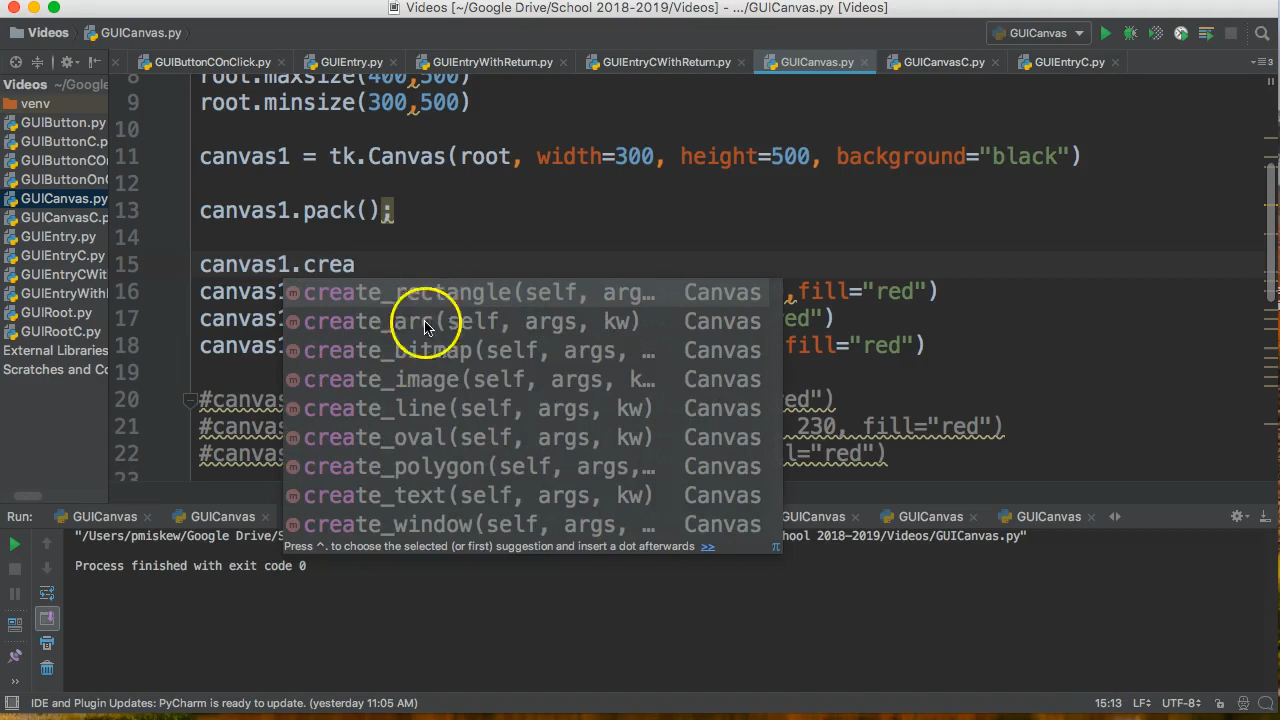 Videos [~/Google Drive/School 2018-2019/Videos] - .../GUICanvas.py [Videos]
Videos GUICanvas.py GUICanvas
GUIButtonCOnClick.py GUIEntry.py GUIEntryWithReturn.py GUIEntryCWithReturn.py GUICanvas.py GUICanvasC.py GUIEntryC.py
Videos ~/Google
venv
GUIButton.py
GUIButtonC.p
GUIButtonCO
GUIButtonOn
GUICanvas.py
GUICanvasC.p
GUIEntry.py
GUIEntryC.py
GUIEntryCWit
GUIEntryWith
GUIRoot.py
GUIRootC.py
External Libraries
Scratches and Co
8 root.maxsize(400,500)
9 root.minsize(300,500)
10
11 canvas1 = tk.Canvas(root, width=300, height=500, background="black")
12
13 canvas1.pack();
14
15 canvas1.crea
16 canvas1 ,fill="red")
17 canvas1 ed")
18 canvas1 fill="red")
19
20 #canvas ed")
21 #canvas 230, fill="red")
22 #canvas l="red")
23
create_rectangle(self, arg… Canvas
create_arc(self, args, kw) Canvas
create_bitmap(self, args, … Canvas
create_image(self, args, k… Canvas
create_line(self, args, kw) Canvas
create_oval(self, args, kw) Canvas
create_polygon(self, args,… Canvas
create_text(self, args, kw) Canvas
create_window(self, args, … Canvas
Press ^. to choose the selected (or first) suggestion and insert a dot afterwards >> π
Run: GUICanvas GUICanvas GUICanvas GUICanvas GUICanvas
"/Users/pmiskew/Google Drive/S hool 2018-2019/Videos/GUICanvas.py"
Process finished with exit code 0
IDE and Plugin Updates: PyCharm is ready to update. (yesterday 11:05 AM) 15:13 LF UTF-8